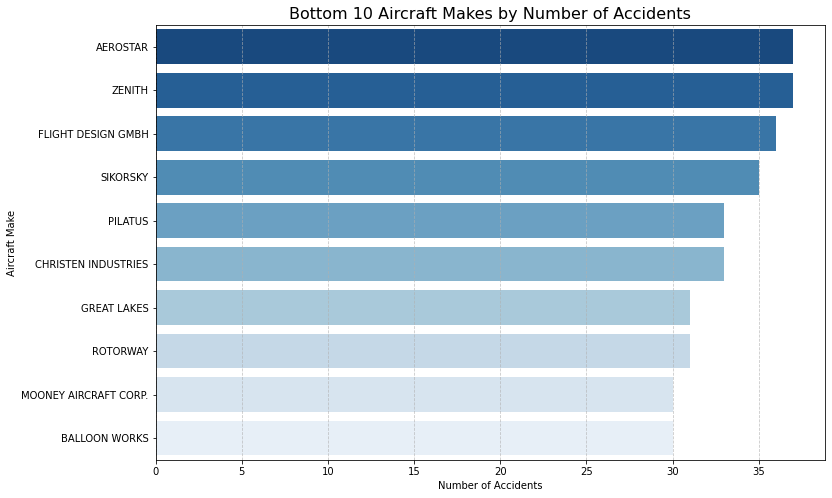 Bottom 10 Aircraft Makes by Number of Accidents
AEROSTAR
ZENITH
FLIGHT DESIGN GMBH
SIKORSKY
PILATUS
CHRISTEN INDUSTRIES
GREAT LAKES
ROTORWAY
MOONEY AIRCRAFT CORP.
BALLOON WORKS
Aircraft Make
0 5 10 15 20 25 30 35
Number of Accidents